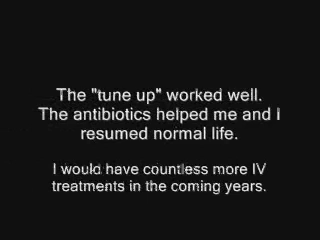 The "tune up" worked well.
The antibiotics helped me and I
resumed normal life.
I would have countless more IV
treatments in the coming years.